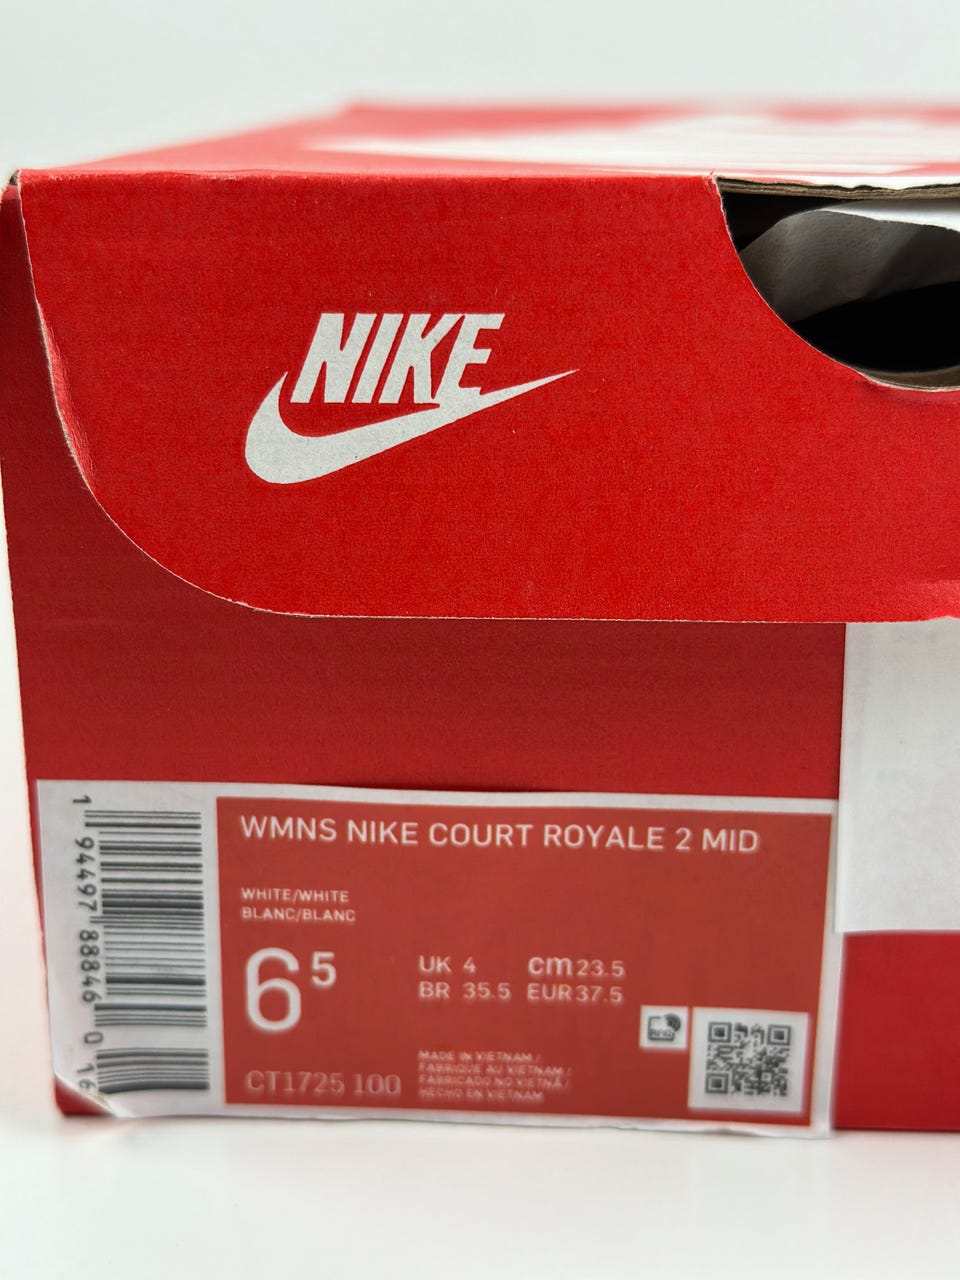 NIKE
WMNS NIKE COURT ROYALE 2 MID
WHITE/WHITE
BLANC/BLANC
6 5
UK 4 cm 23.5
BR 35.5 EUR 37.5
MADE IN VIETNAM /
FABRIQUE AU VIETNAM /
FABRICADO NO VIETNÃ /
HECHO EN VIETNAM
CT1725 100
1 94497 88846 0 16